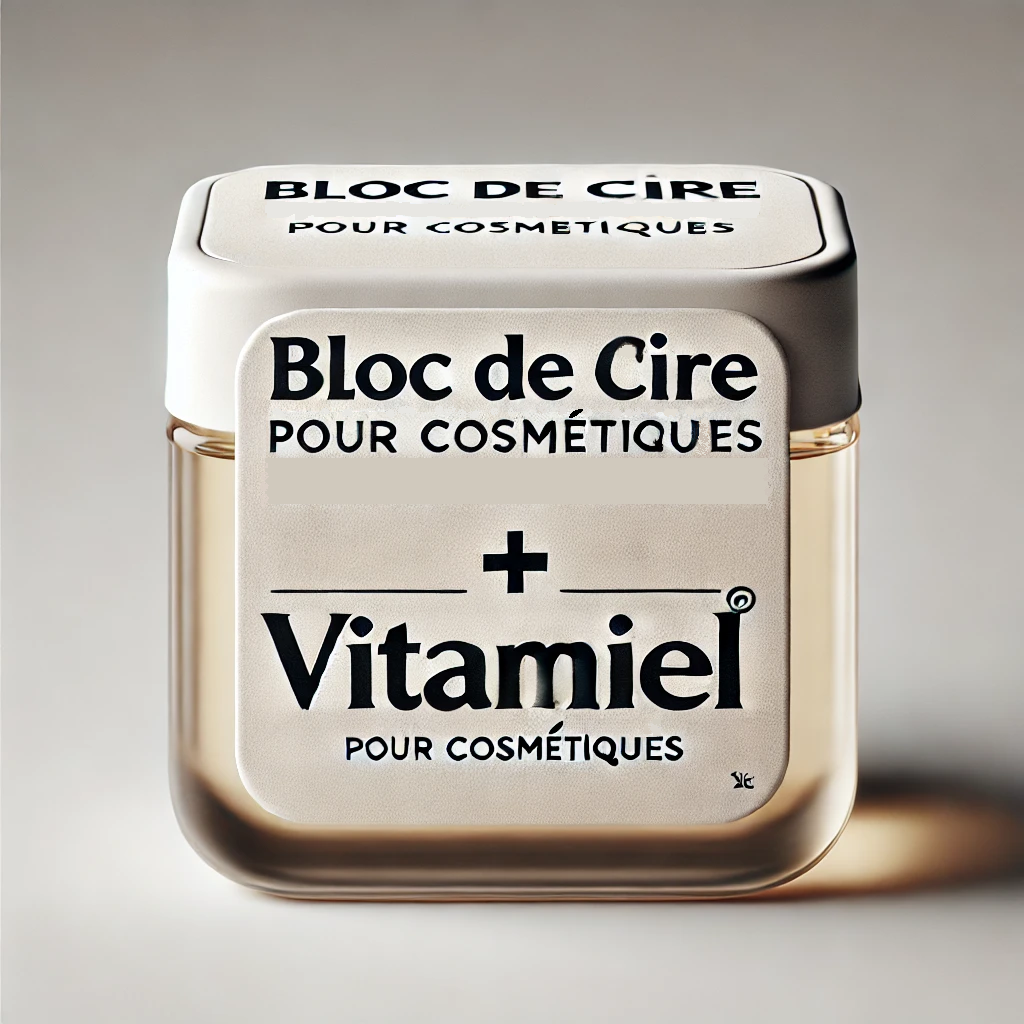 BLOC DE CIRE
POUR COSMETIQUES
Bloc de Cire
POUR COSMÉTIQUES
+
Vitamiel
POUR COSMÉTIQUES